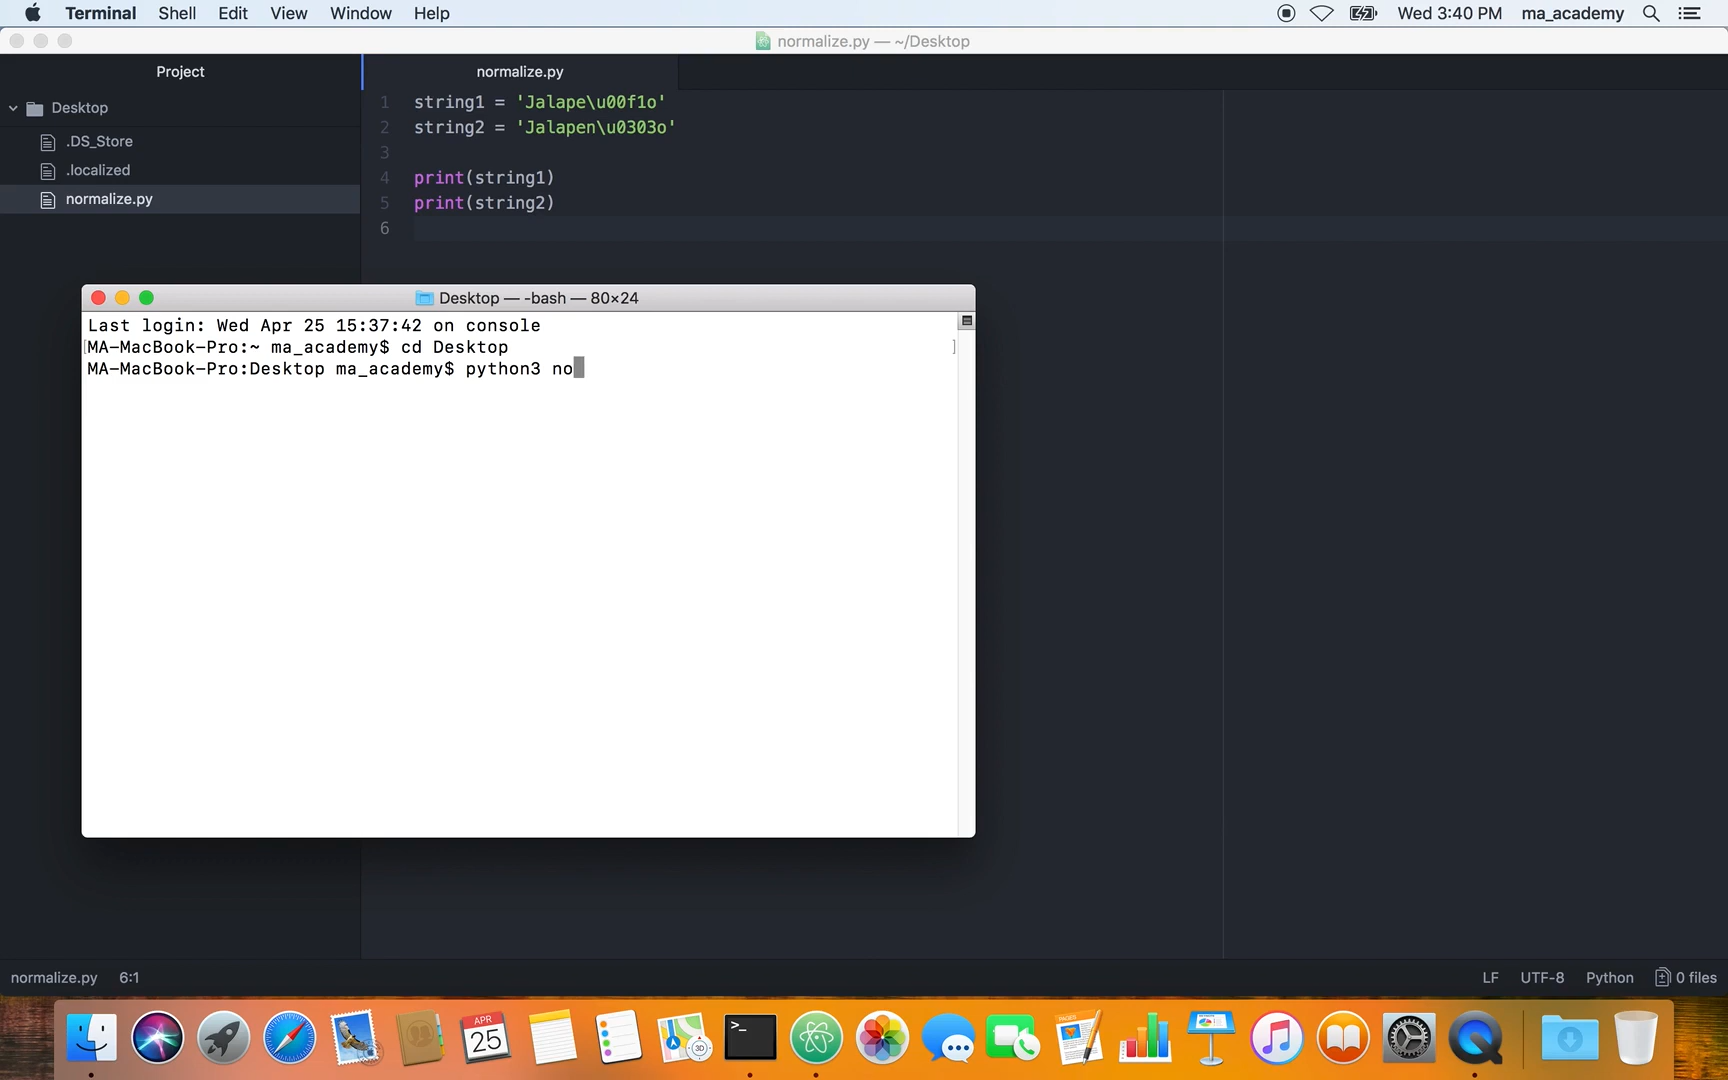 Terminal Shell Edit View Window Help Wed 3:40 PM ma_academy
normalize.py — ~/Desktop
Project
normalize.py
Desktop
.DS_Store
.localized
normalize.py
1 string1 = 'Jalape\u00f1o'
2 string2 = 'Jalapen\u0303o'
3
4 print(string1)
5 print(string2)
6
Desktop — -bash — 80×24
Last login: Wed Apr 25 15:37:42 on console
[MA-MacBook-Pro:~ ma_academy$ cd Desktop ]
MA-MacBook-Pro:Desktop ma_academy$ python3 no
normalize.py 6:1 LF UTF-8 Python 0 files
APR
25
3D
>_